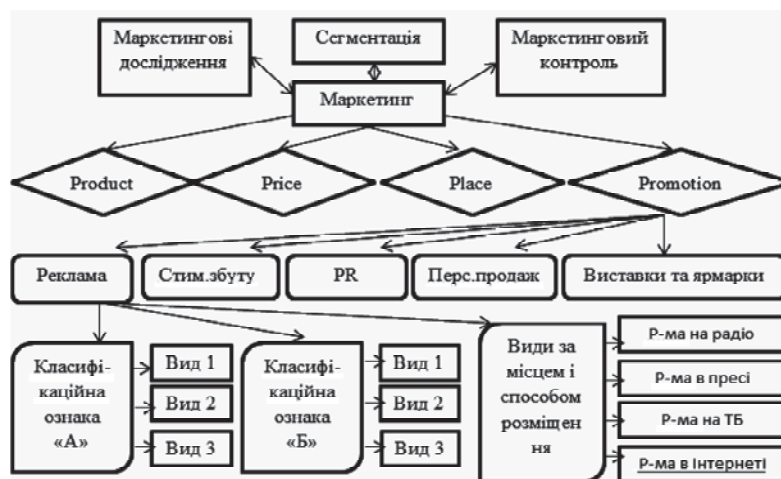 Маркетингові
дослідження
Сегментація
Маркетинговий
контроль
Маркетинг
Product
Price
Place
Promotion
Реклама
Стим.збуту
PR
Перс.продаж
Виставки та ярмарки
Класифі-
каційна
ознака
«А»
Вид 1
Вид 2
Вид 3
Класифі-
каційна
ознака
«Б»
Вид 1
Вид 2
Вид 3
Види за
місцем і
способом
розміщен
ня
Р-ма на радіо
Р-ма в пресі
Р-ма на ТБ
Р-ма в Інтернеті